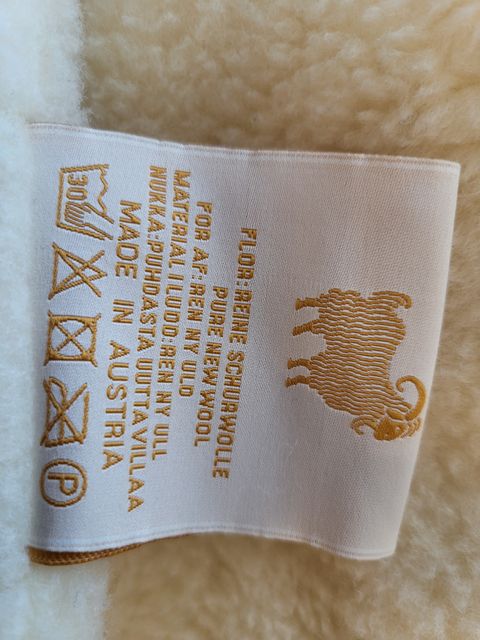 FLOR: REINE SCHURWOLLE
PURE NEW WOOL
FOR AF: REN NY ULD
MATERIAL I LUDD: REN NY ULL
NUKKA: PUHDASTA UUTTA VILLAA
MADE IN AUSTRIA
30
P